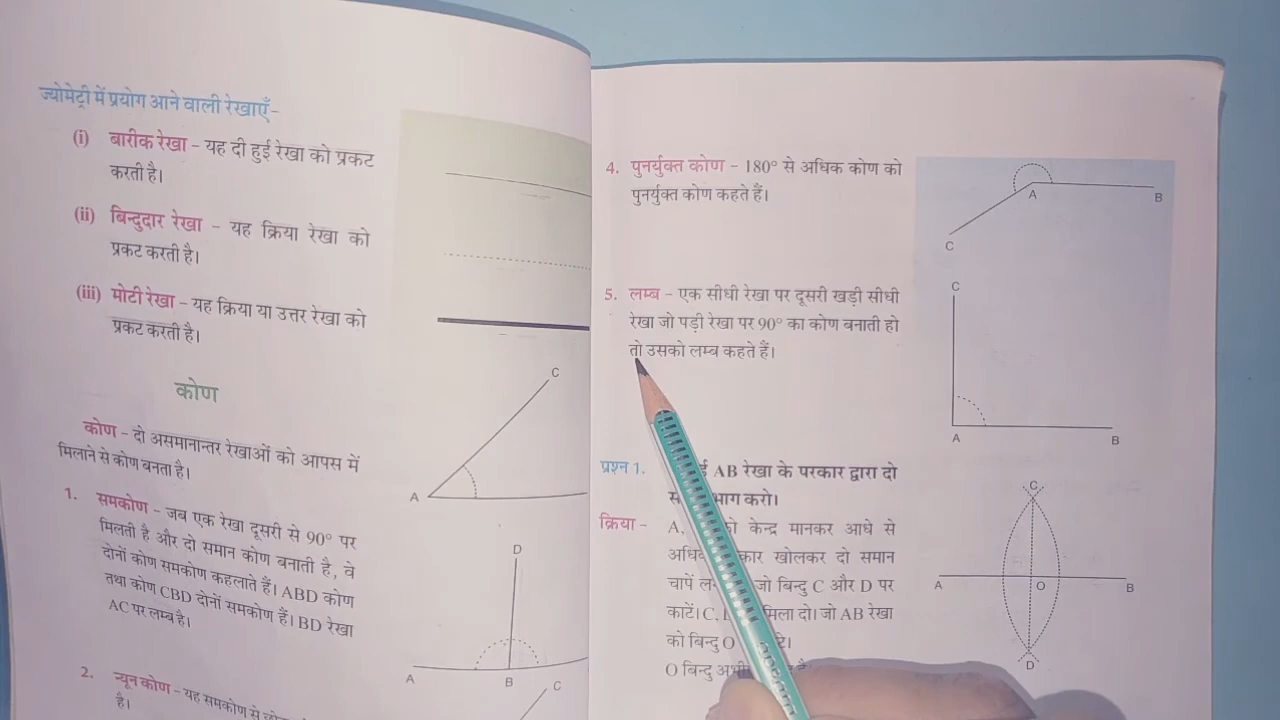 ज्योमेट्री में प्रयोग आने वाली रेखाएँ-
(i) बारीक रेखा - यह दी हुई रेखा को प्रकट
करती है।
(ii) बिन्दुदार रेखा - यह क्रिया रेखा को
प्रकट करती है।
(iii) मोटी रेखा - यह क्रिया या उत्तर रेखा को
प्रकट करती है।
कोण
कोण - दो असमानान्तर रेखाओं को आपस में
मिलाने से कोण बनता है।
C
A
1. समकोण - जब एक रेखा दूसरी से 90° पर
मिलती है और दो समान कोण बनाती है, वे
दोनों कोण समकोण कहलाते हैं। ABD कोण
तथा कोण CBD दोनों समकोण हैं। BD रेखा
AC पर लम्ब है।
D
A B C
2. न्यून कोण - यह समकोण से
है।
4. पुनर्युक्त कोण - 180° से अधिक कोण को
पुनर्युक्त कोण कहते हैं।
A B
C
5. लम्ब - एक सीधी रेखा पर दूसरी खड़ी सीधी
रेखा जो पड़ी रेखा पर 90° का कोण बनाती हो
तो उसको लम्ब कहते हैं।
C
A B
प्रश्न 1. AB रेखा के परकार द्वारा दो
भाग करो।
क्रिया - A, को केन्द्र मानकर आधे से
खोलकर दो समान
चापें जो बिन्दु C और D पर
काटें। C, मिला दो। जो AB रेखा
को बिन्दु O
O बिन्दु
C
A O B
D